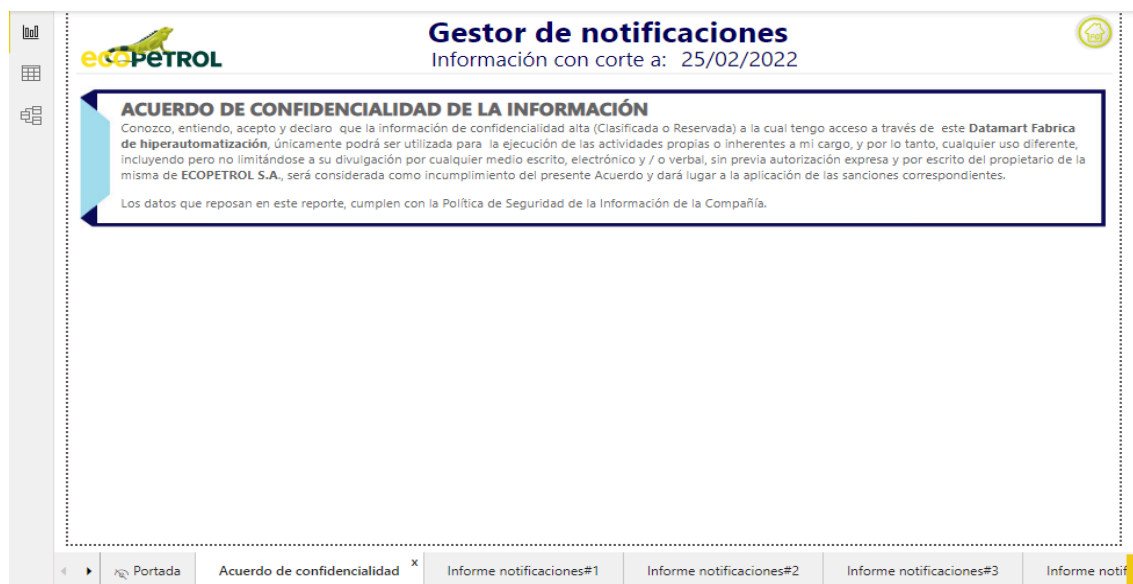 ecopetrol
Gestor de notificaciones
Información con corte a: 25/02/2022
ACUERDO DE CONFIDENCIALIDAD DE LA INFORMACIÓN
Conozco, entiendo, acepto y declaro que la información de confidencialidad alta (Clasificada o Reservada) a la cual tengo acceso a través de este Datamart Fabrica
de hiperautomatización, únicamente podrá ser utilizada para la ejecución de las actividades propias o inherentes a mi cargo, y por lo tanto, cualquier uso diferente,
incluyendo pero no limitándose a su divulgación por cualquier medio escrito, electrónico y / o verbal, sin previa autorización expresa y por escrito del propietario de la
misma de ECOPETROL S.A., será considerada como incumplimiento del presente Acuerdo y dará lugar a la aplicación de las sanciones correspondientes.
Los datos que reposan en este reporte, cumplen con la Política de Seguridad de la Información de la Compañía.
Portada Acuerdo de confidencialidad x Informe notificaciones#1 Informe notificaciones#2 Informe notificaciones#3 Informe notif